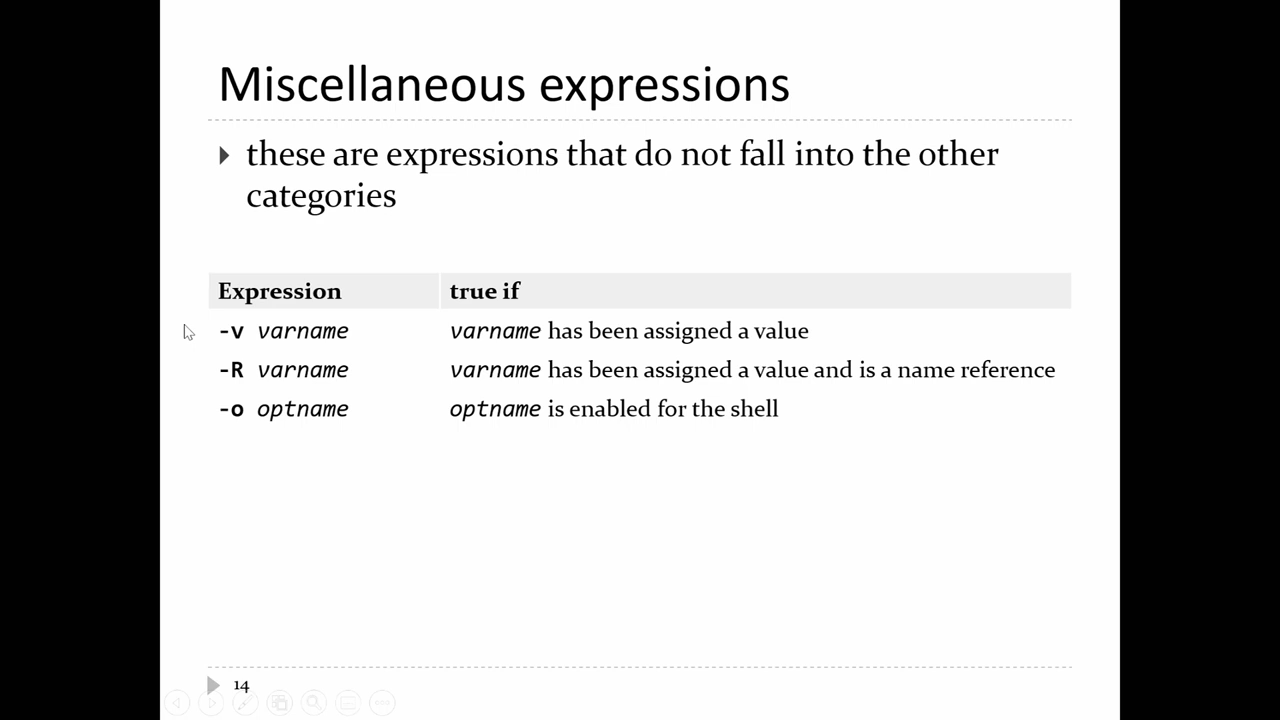 Miscellaneous expressions
these are expressions that do not fall into the other
categories
Expression true if
-v varname varname has been assigned a value
-R varname varname has been assigned a value and is a name reference
-o optname optname is enabled for the shell
14